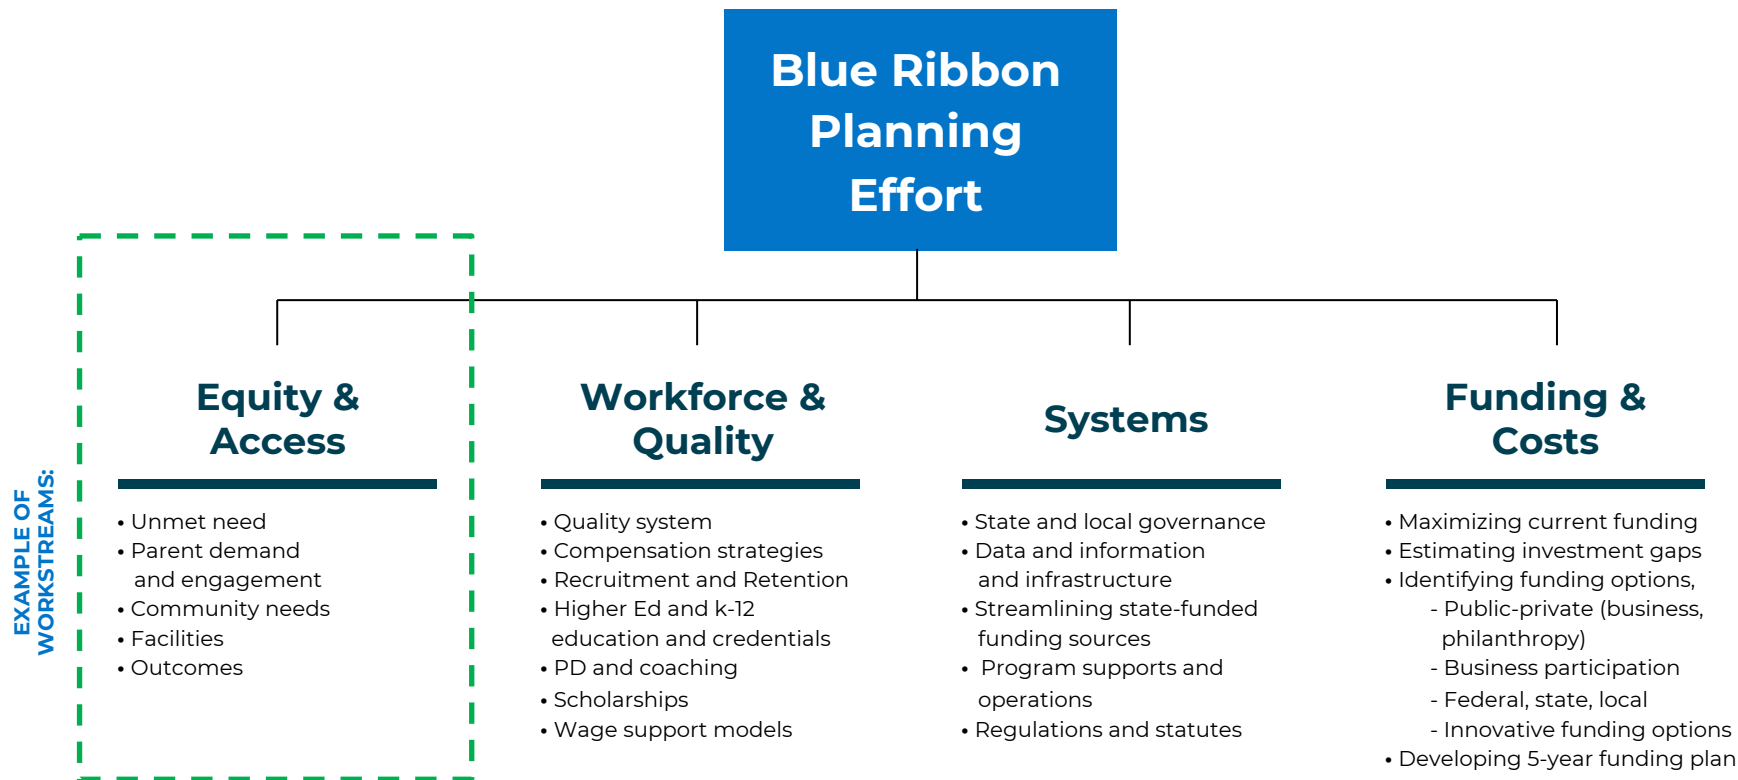 Blue Ribbon
Planning
Effort
EXAMPLE OF
WORKSTREAMS:
Equity &
Access
• Unmet need
• Parent demand
and engagement
• Community needs
• Facilities
• Outcomes
Workforce &
Quality
• Quality system
• Compensation strategies
• Recruitment and Retention
• Higher Ed and k-12
education and credentials
• PD and coaching
• Scholarships
• Wage support models
Systems
• State and local governance
• Data and information
and infrastructure
• Streamlining state-funded
funding sources
• Program supports and
operations
• Regulations and statutes
Funding &
Costs
• Maximizing current funding
• Estimating investment gaps
• Identifying funding options,
- Public-private (business,
philanthropy)
- Business participation
- Federal, state, local
- Innovative funding options
• Developing 5-year funding plan